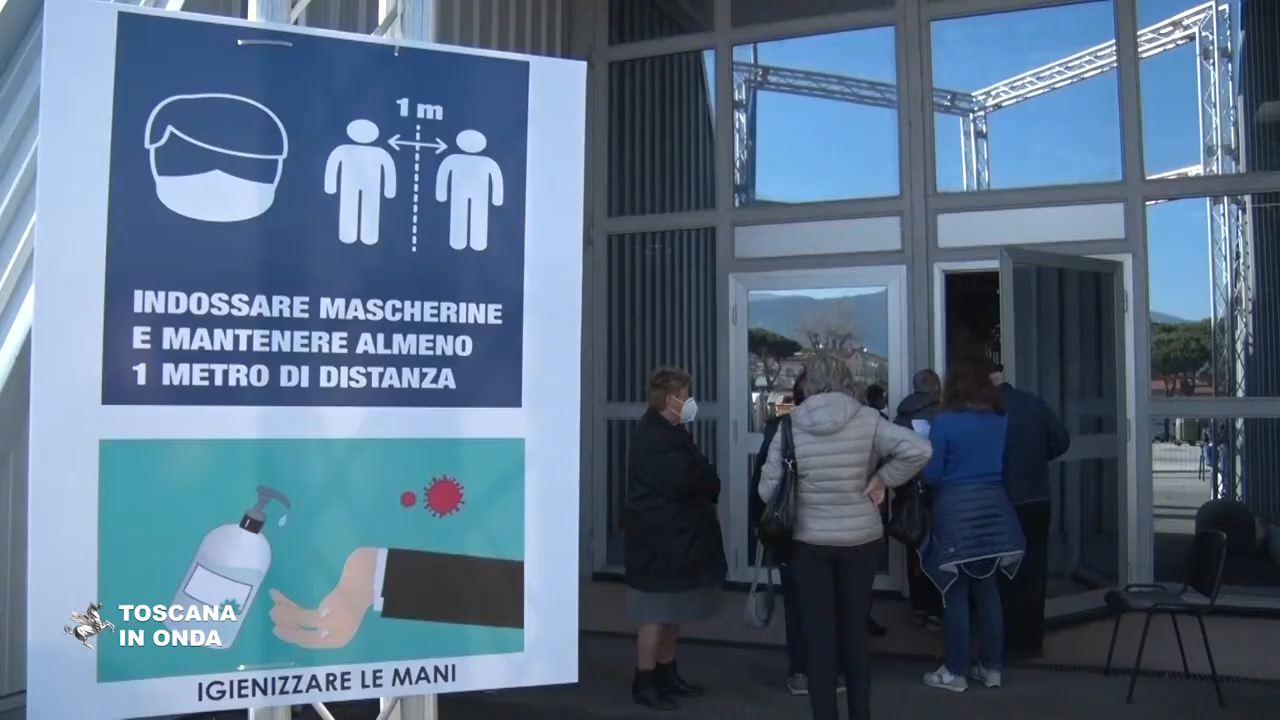 1 m
INDOSSARE MASCHERINE
E MANTENERE ALMENO
1 METRO DI DISTANZA
TOSCANA
IN ONDA
IGIENIZZARE LE MANI